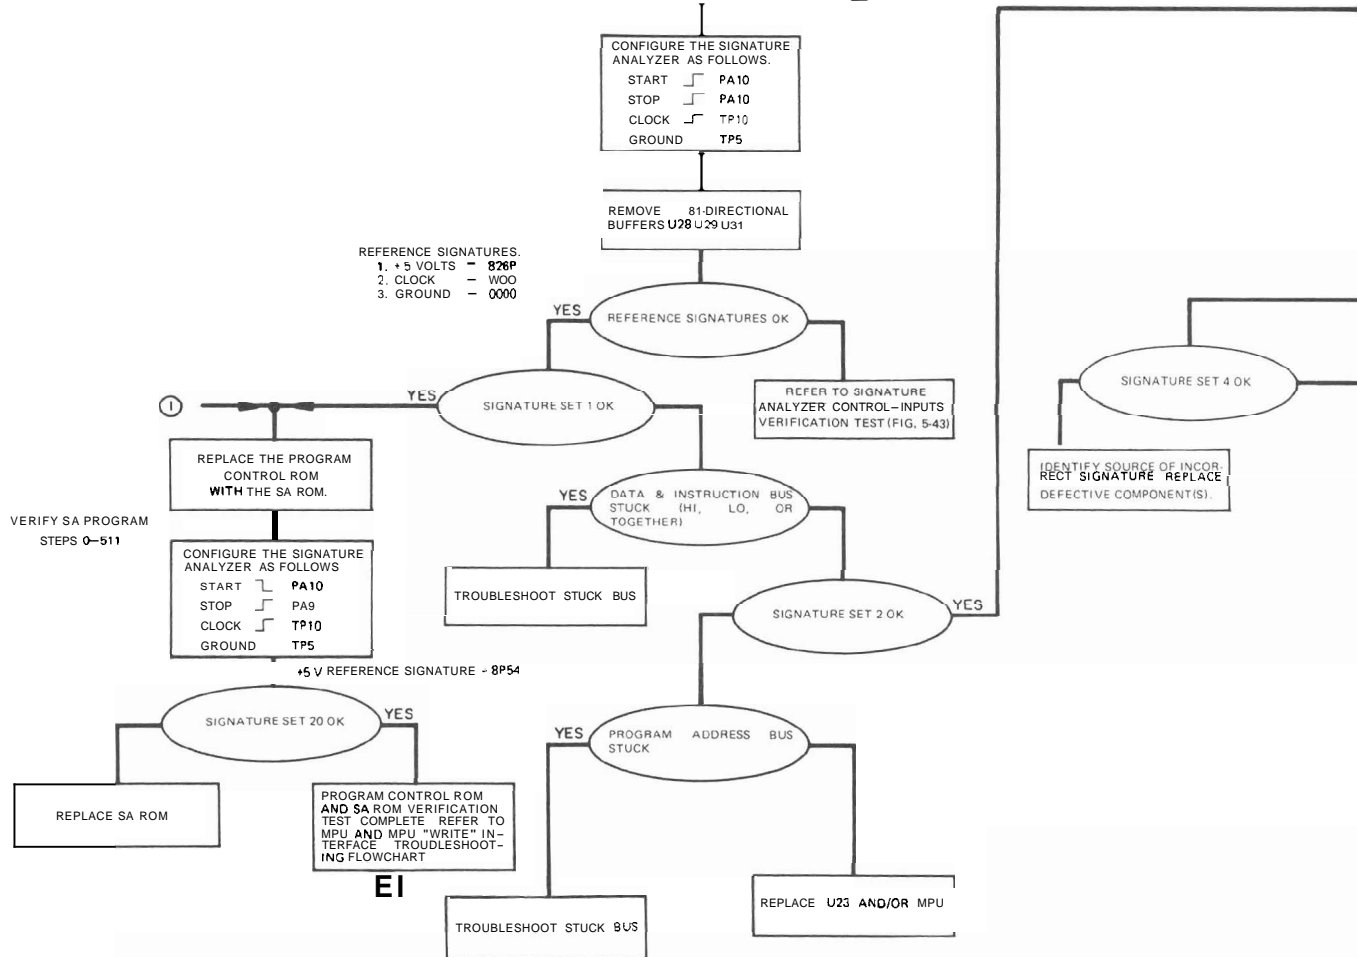 CONFIGURE THE SIGNATURE
ANALYZER AS FOLLOWS.
START PA10
STOP PA10
CLOCK TP10
GROUND TP5
REMOVE 81-DIRECTIONAL
BUFFERS U28 U29 U31
REFERENCE SIGNATURES.
1. +5 VOLTS – 826P
2. CLOCK – WOO
3. GROUND – 0000
YES
REFERENCE SIGNATURES OK
SIGNATURE SET 4 OK
REFER TO SIGNATURE
ANALYZER CONTROL–INPUTS
VERIFICATION TEST (FIG. 5-43)
YES
SIGNATURE SET 1 OK
1
REPLACE THE PROGRAM
CONTROL ROM
WITH THE SA ROM.
IDENTIFY SOURCE OF INCOR-
RECT SIGNATURE REPLACE
DEFECTIVE COMPONENT(S).
YES
DATA & INSTRUCTION BUS
STUCK (HI, LO, OR
TOGETHER)
VERIFY SA PROGRAM
STEPS 0–511
CONFIGURE THE SIGNATURE
ANALYZER AS FOLLOWS
START PA10
STOP PA9
CLOCK TP10
GROUND TP5
TROUBLESHOOT STUCK BUS
SIGNATURE SET 2 OK
YES
+5 V REFERENCE SIGNATURE - 8P54
SIGNATURE SET 20 OK
YES
YES
PROGRAM ADDRESS BUS
STUCK
REPLACE SA ROM
PROGRAM CONTROL ROM
AND SA ROM VERIFICATION
TEST COMPLETE REFER TO
MPU AND MPU "WRITE" IN-
TERFACE TROUDLESHOOT-
ING FLOWCHART
EI
TROUBLESHOOT STUCK BUS
REPLACE U23 AND/OR MPU